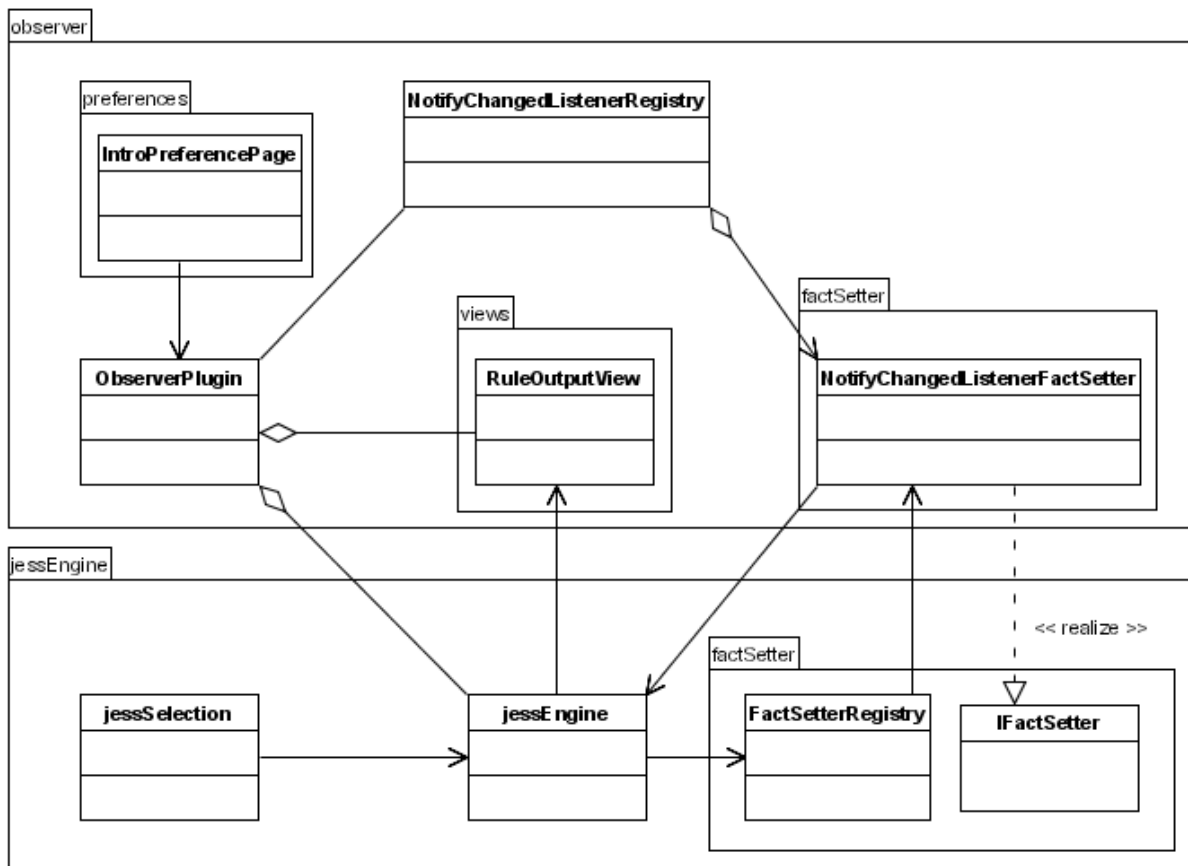 observer
preferences
NotifyChangedListenerRegistry
IntroPreferencePage
factSetter
views
ObserverPlugin
RuleOutputView
NotifyChangedListenerFactSetter
jessEngine
<< realize >>
factSetter
jessSelection
jessEngine
FactSetterRegistry
IFactSetter